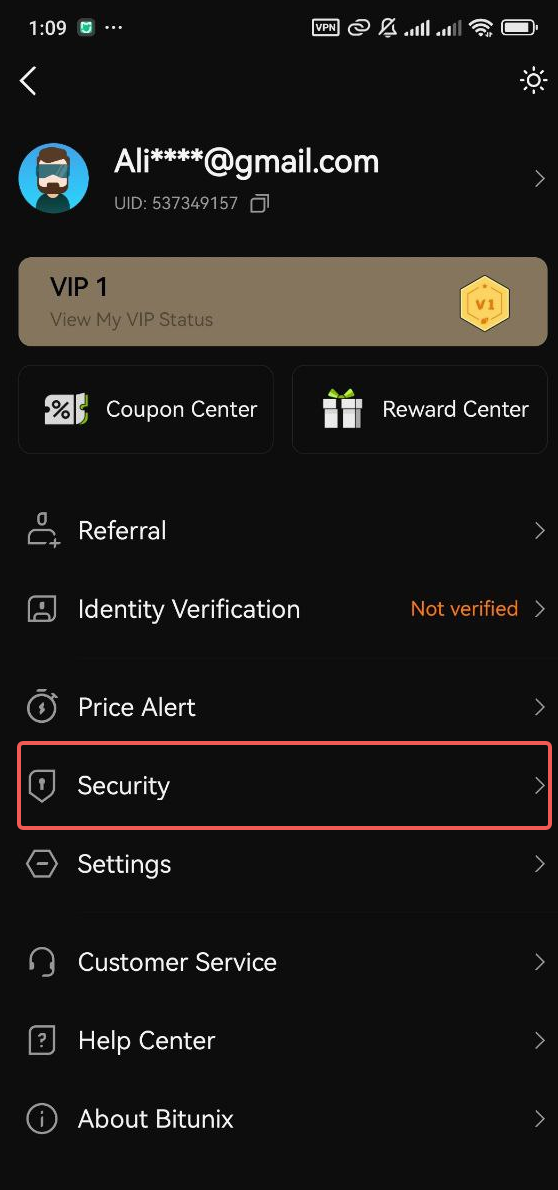 1:09
VPN
Ali****@gmail.com
UID: 537349157
VIP 1
View My VIP Status
V1
Coupon Center
Reward Center
Referral
Identity Verification Not verified
Price Alert
Security
Settings
Customer Service
Help Center
About Bitunix